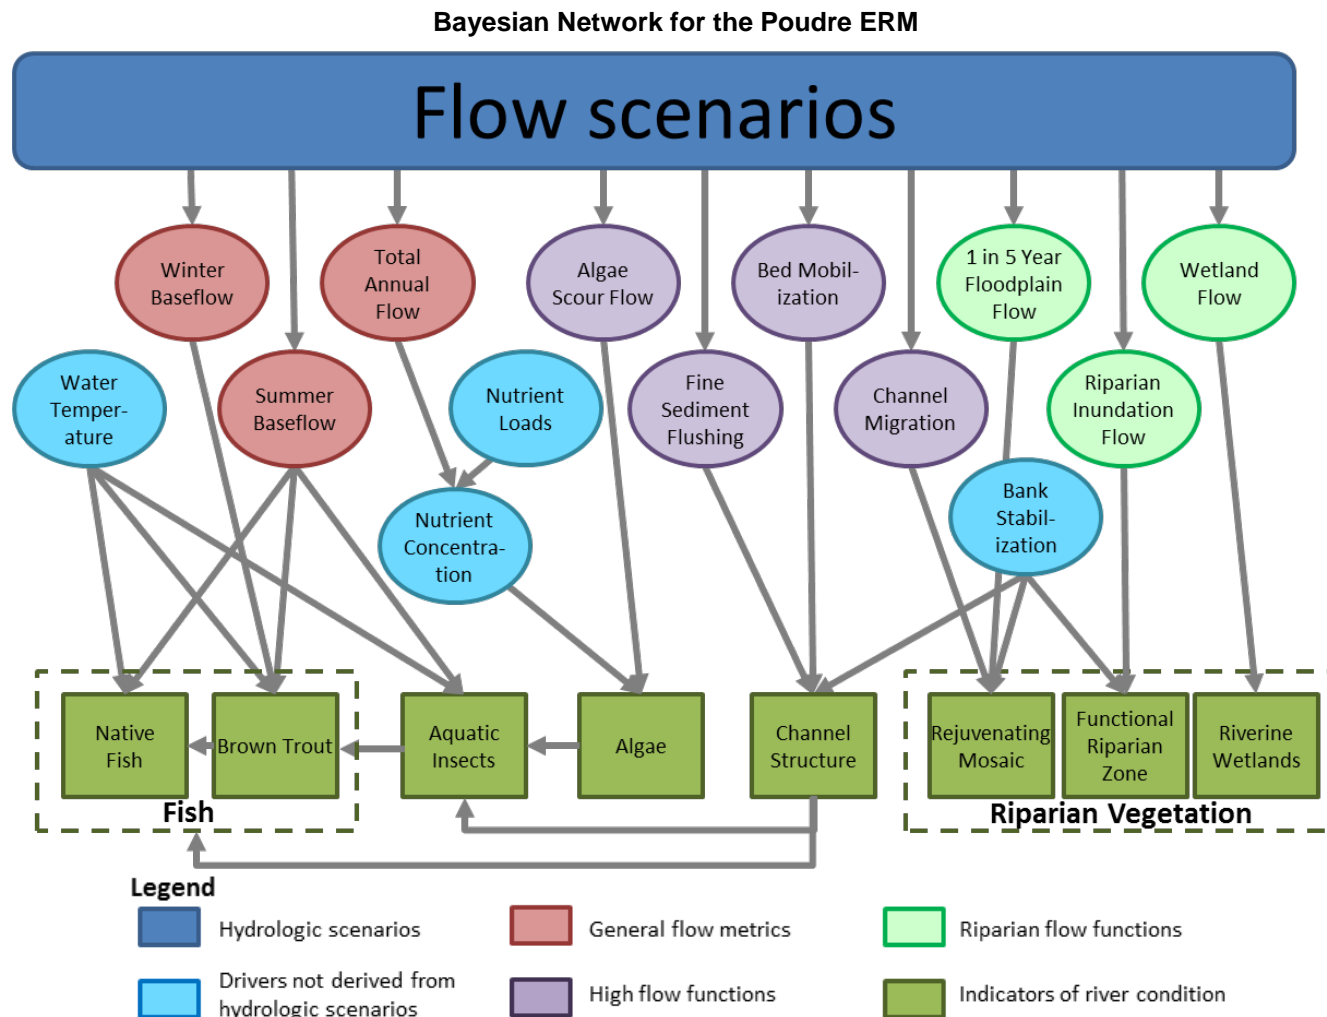 Bayesian Network for the Poudre ERM
Flow scenarios
Winter
Baseflow
Total
Annual
Flow
Algae
Scour Flow
Bed Mobil-
ization
1 in 5 Year
Floodplain
Flow
Wetland
Flow
Water
Temper-
ature
Summer
Baseflow
Nutrient
Loads
Fine
Sediment
Flushing
Channel
Migration
Riparian
Inundation
Flow
Nutrient
Concentra-
tion
Bank
Stabil-
ization
Native
Fish
Brown Trout
Aquatic
Insects
Algae
Channel
Structure
Rejuvenating
Mosaic
Functional
Riparian
Zone
Riverine
Wetlands
Fish
Riparian Vegetation
Legend
Hydrologic scenarios
General flow metrics
Riparian flow functions
Drivers not derived from
hydrologic scenarios
High flow functions
Indicators of river condition